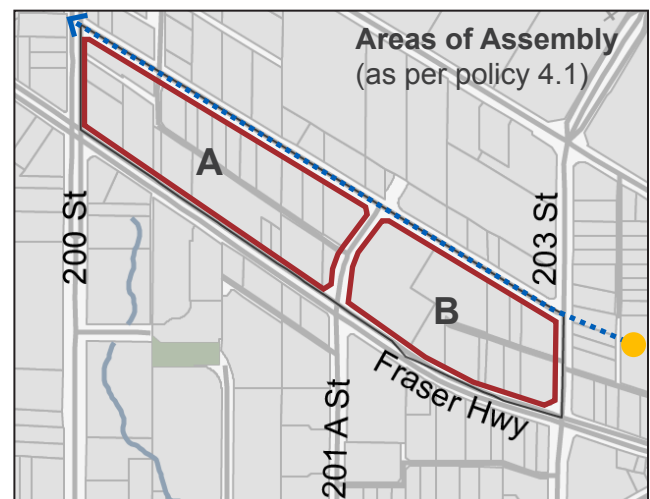 Areas of Assembly
(as per policy 4.1)
A
200 St
203 St
B
Fraser Hwy
201 A St